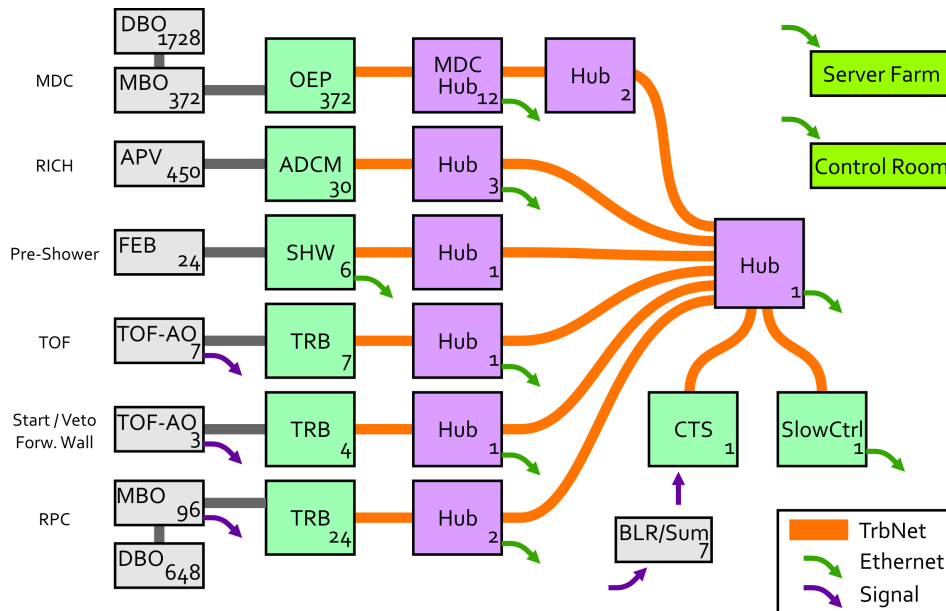 DBO
1728
MDC
MBO
372
OEP
372
MDC
Hub
12
Hub
2
Server Farm
RICH
APV
450
ADCM
30
Hub
3
Control Room
Pre-Shower
FEB
24
SHW
6
Hub
1
Hub
1
TOF
TOF-AO
7
TRB
7
Hub
1
Start / Veto
Forw. Wall
TOF-AO
3
TRB
4
Hub
1
CTS
1
SlowCtrl
1
RPC
MBO
96
TRB
24
Hub
2
DBO
648
BLR/Sum
7
TrbNet
Ethernet
Signal